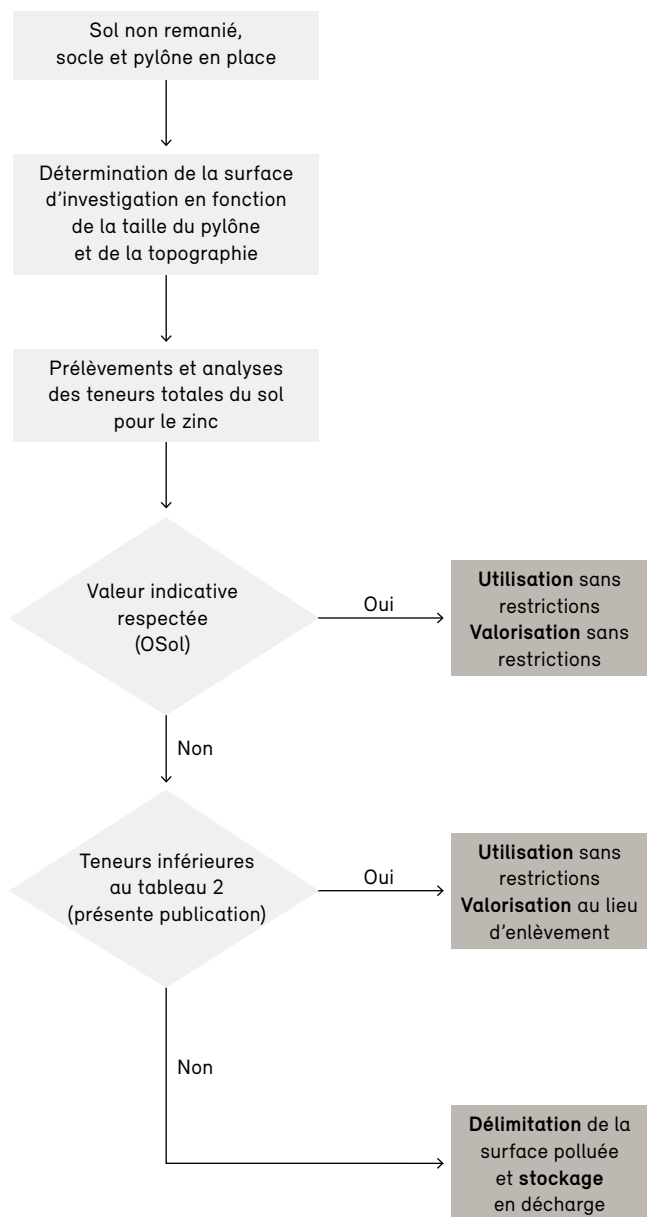 Sol non remanié,
socle et pylône en place
Détermination de la surface
d'investigation en fonction
de la taille du pylône
et de la topographie
Prélèvements et analyses
des teneurs totales du sol
pour le zinc
Valeur indicative
respectée
(OSol)
Oui
Utilisation sans
restrictions
Valorisation sans
restrictions
Non
Teneurs inférieures
au tableau 2
(présente publication)
Oui
Utilisation sans
restrictions
Valorisation au lieu
d'enlèvement
Non
Délimitation de la
surface polluée
et stockage
en décharge